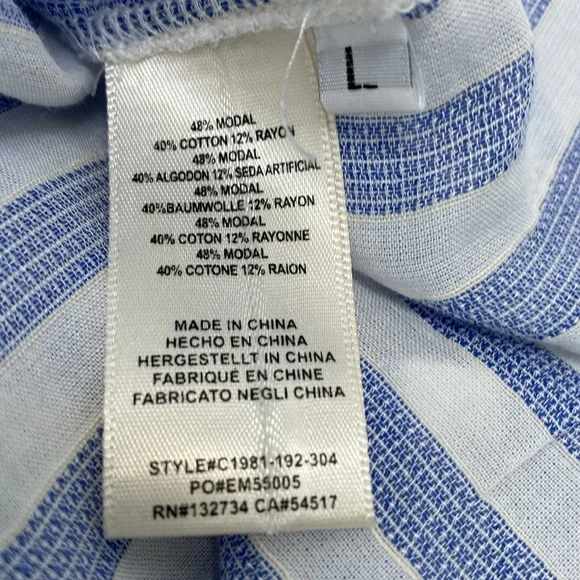 L
48% MODAL
40% COTTON 12% RAYON
48% MODAL
40% ALGODON 12% SEDA ARTIFICIAL
48% MODAL
40%BAUMWOLLE 12% RAYON
48% MODAL
40% COTON 12% RAYONNE
48% MODAL
40% COTONE 12% RAION
MADE IN CHINA
HECHO EN CHINA
HERGESTELLT IN CHINA
FABRIQUÉ EN CHINE
FABRICATO NEGLI CHINA
STYLE#C1981-192-304
PO#EM55005
RN#132734 CA#54517